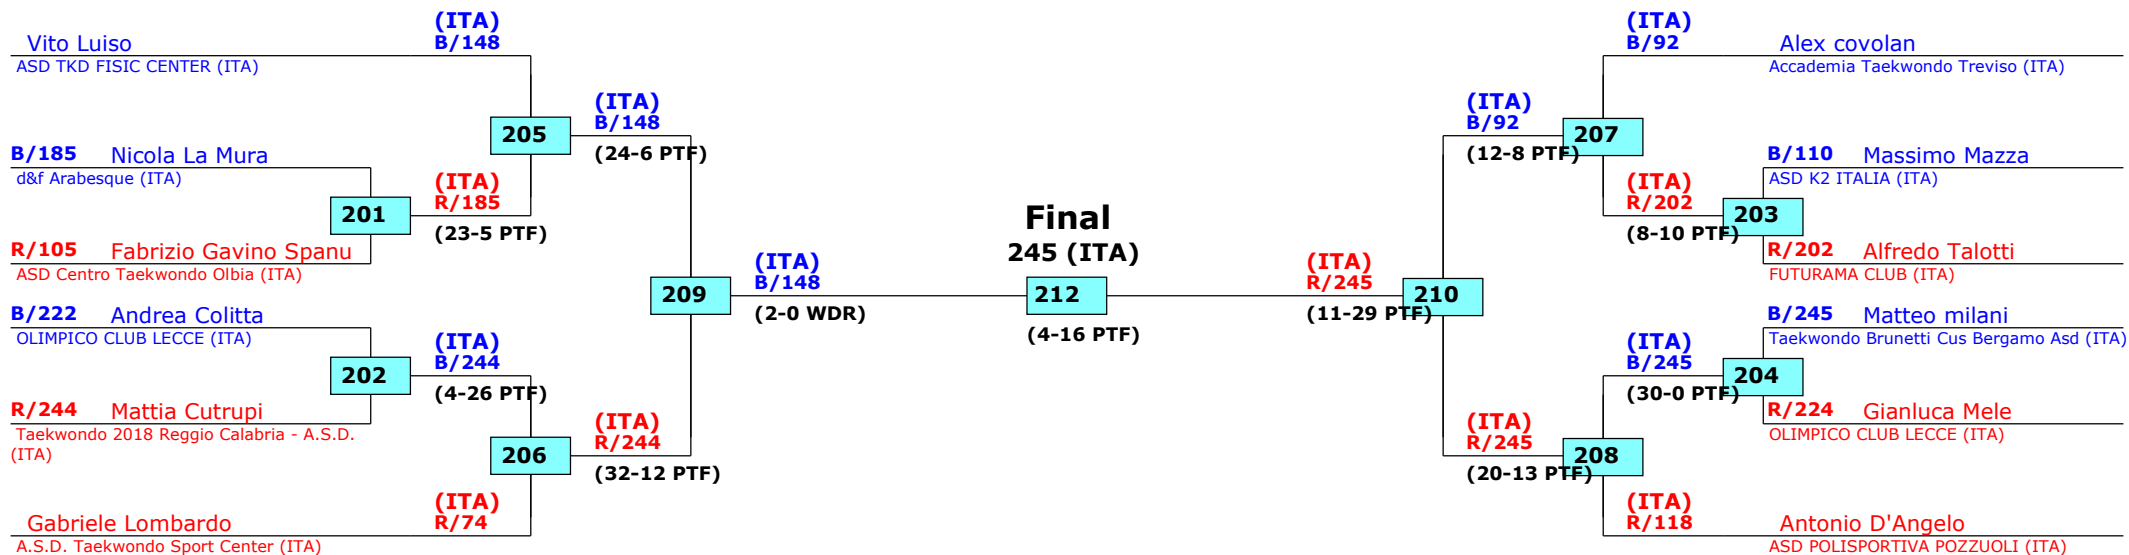 Vito Luiso
ASD TKD FISIC CENTER (ITA)
(ITA)
B/148
B/185 Nicola La Mura
d&f Arabesque (ITA)
201
R/105 Fabrizio Gavino Spanu
ASD Centro Taekwondo Olbia (ITA)
(ITA)
R/185
(23-5 PTF)
205
(ITA)
B/148
(24-6 PTF)
B/222 Andrea Colitta
OLIMPICO CLUB LECCE (ITA)
202
R/244 Mattia Cutrupi
Taekwondo 2018 Reggio Calabria - A.S.D.
(ITA)
(ITA)
B/244
(4-26 PTF)
206
(ITA)
R/244
(32-12 PTF)
Gabriele Lombardo
A.S.D. Taekwondo Sport Center (ITA)
(ITA)
R/74
209
(ITA)
B/148
(2-0 WDR)
Final
245 (ITA)
212
(4-16 PTF)
(ITA)
R/245
(11-29 PTF)
210
(ITA)
B/92
(12-8 PTF)
207
(ITA)
B/92
Alex covolan
Accademia Taekwondo Treviso (ITA)
(ITA)
R/202
(8-10 PTF)
203
B/110 Massimo Mazza
ASD K2 ITALIA (ITA)
R/202 Alfredo Talotti
FUTURAMA CLUB (ITA)
(ITA)
R/245
(20-13 PTF)
208
(ITA)
B/245
(30-0 PTF)
204
B/245 Matteo milani
Taekwondo Brunetti Cus Bergamo Asd (ITA)
R/224 Gianluca Mele
OLIMPICO CLUB LECCE (ITA)
(ITA)
R/118
Antonio D'Angelo
ASD POLISPORTIVA POZZUOLI (ITA)